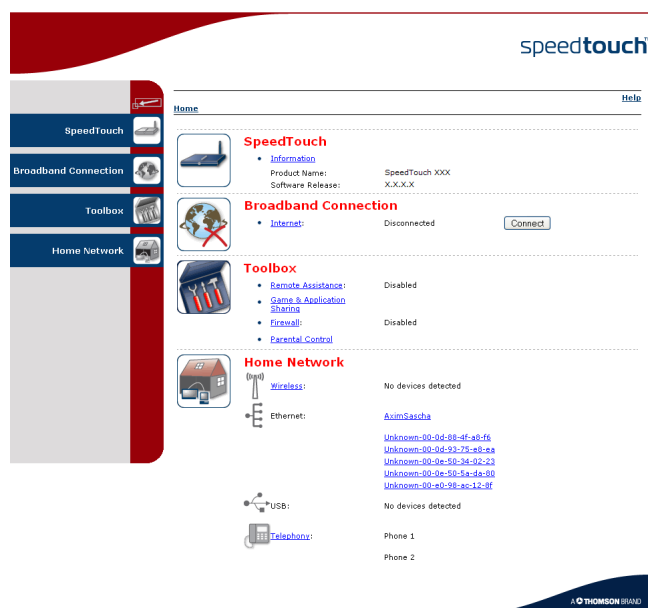 speedtouch™
Help
Home
SpeedTouch
Broadband Connection
Toolbox
Home Network
SpeedTouch
Information
Product Name: SpeedTouch XXX
Software Release: X.X.X.X
Broadband Connection
Internet: Disconnected Connect
Toolbox
Remote Assistance: Disabled
Game & Application
Sharing
Firewall: Disabled
Parental Control
Home Network
Wireless: No devices detected
Ethernet: AximSascha
Unknown-00-0d-88-4f-a8-f6
Unknown-00-0d-93-75-e8-ea
Unknown-00-0e-50-34-02-23
Unknown-00-0e-50-5a-da-80
Unknown-00-e0-98-ac-12-8f
USB: No devices detected
Telephony: Phone 1
Phone 2
A THOMSON BRAND